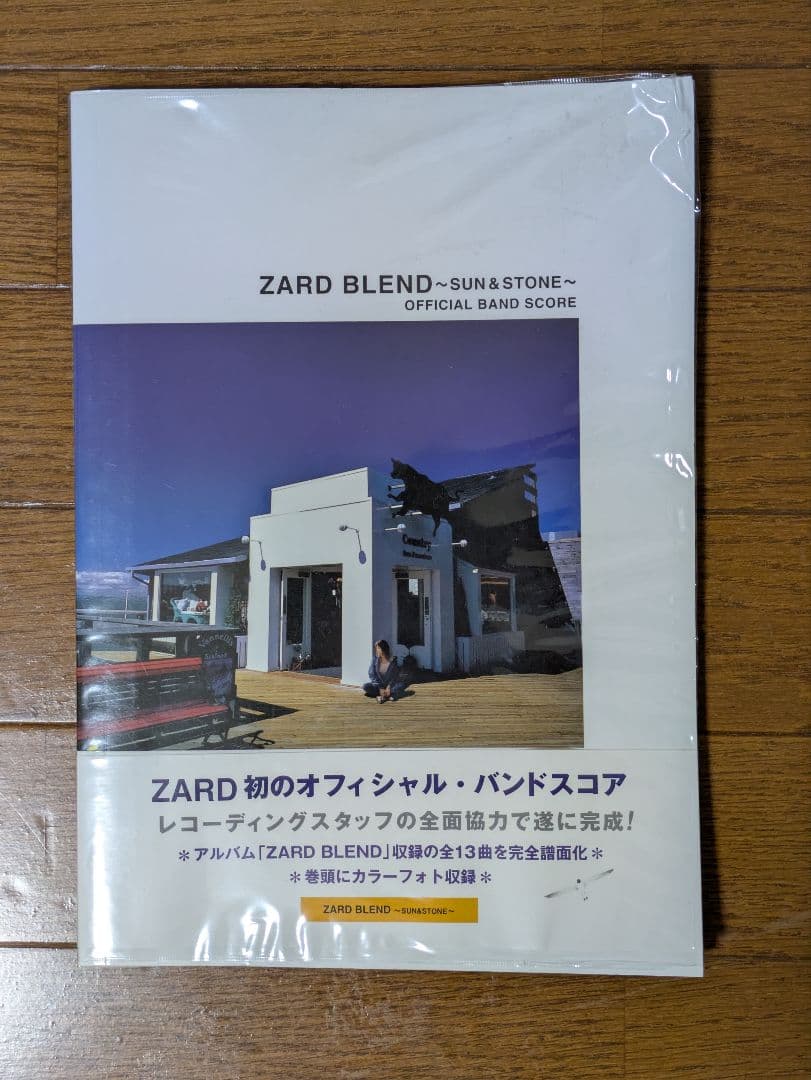 ZARD BLEND～SUN & STONE～
OFFICIAL BAND SCORE
Country
San Francisco
ZARD 初のオフィシャル・バンドスコア
レコーディングスタッフの全面協力で遂に完成!
＊アルバム「ZARD BLEND」収録の全13曲を完全譜面化＊
＊巻頭にカラーフォト収録＊
ZARD BLEND ～SUN&STONE～